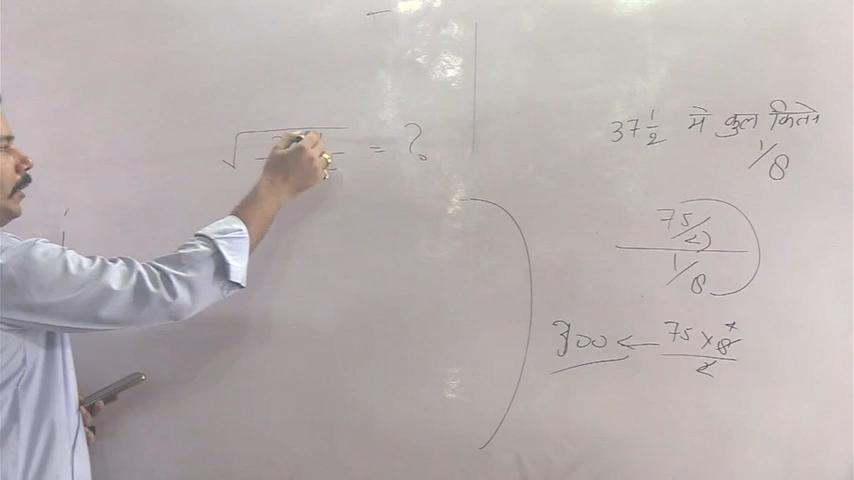 √ = ?
37 1/2 मे कुल कितने
1/8
75/2
1/8
300 ← 75 x 8
2